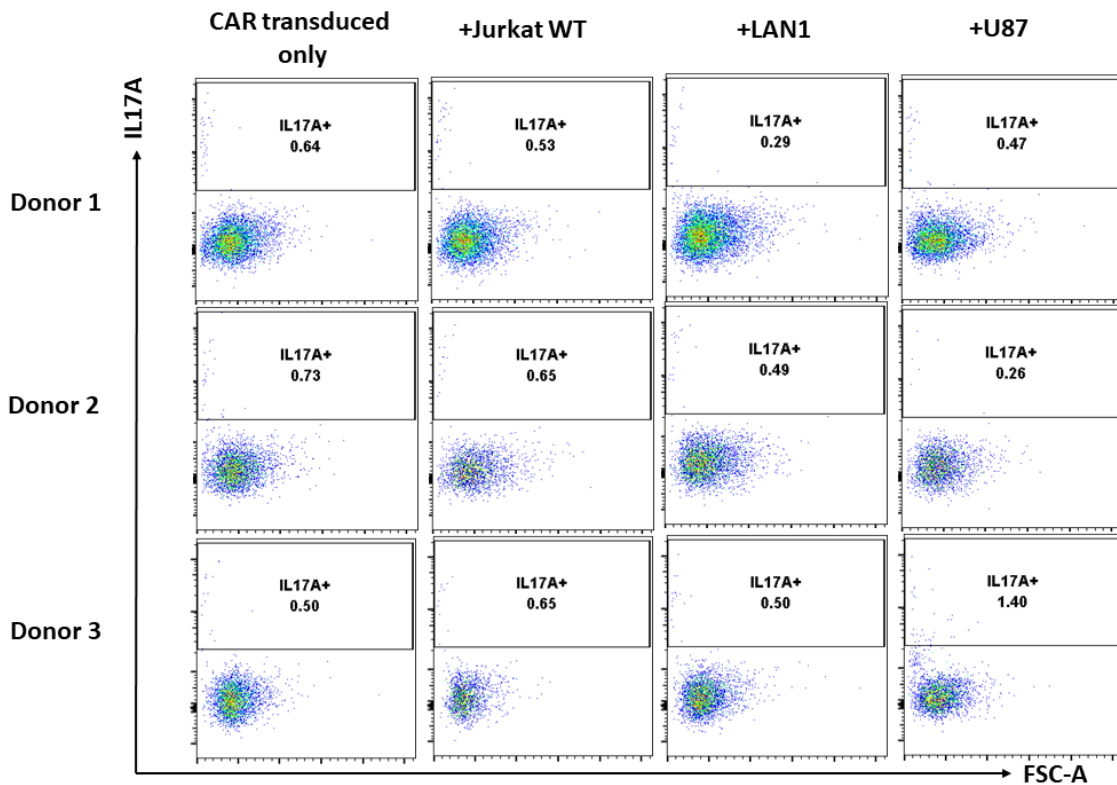 CAR transduced
only
+Jurkat WT
+LAN1
+U87
IL17A
Donor 1
IL17A+
0.64
IL17A+
0.53
IL17A+
0.29
IL17A+
0.47
Donor 2
IL17A+
0.73
IL17A+
0.65
IL17A+
0.49
IL17A+
0.26
Donor 3
IL17A+
0.50
IL17A+
0.65
IL17A+
0.50
IL17A+
1.40
FSC-A